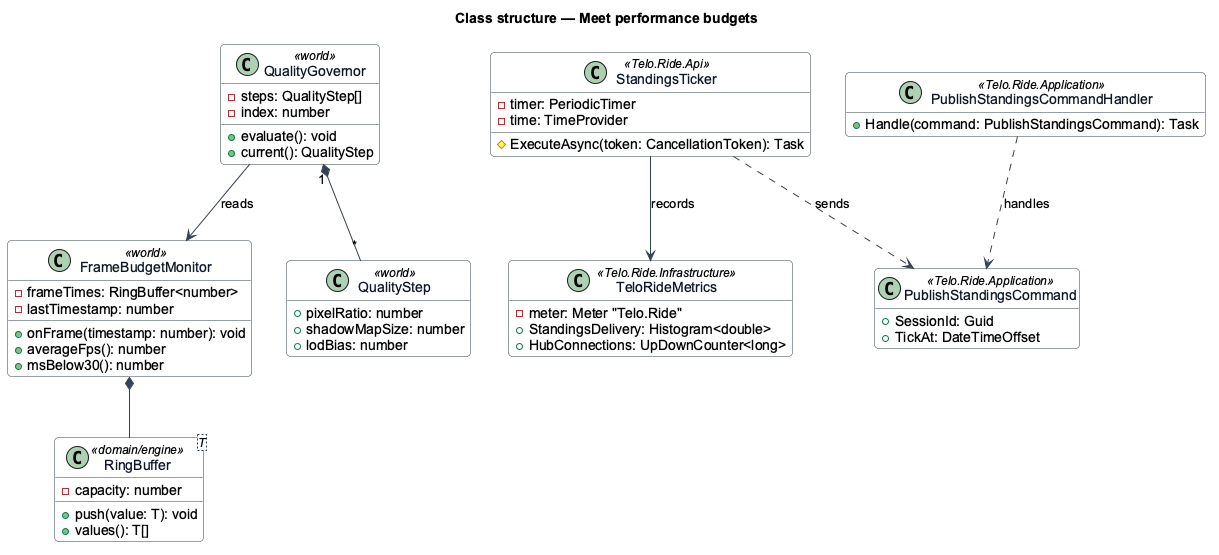 Class structure — Meet performance budgets
C
«world»
QualityGovernor
steps: QualityStep[]
index: number
evaluate(): void
current(): QualityStep
C
«Telo.Ride.Api»
StandingsTicker
timer: PeriodicTimer
time: TimeProvider
ExecuteAsync(token: CancellationToken): Task
C
«Telo.Ride.Application»
PublishStandingsCommandHandler
Handle(command: PublishStandingsCommand): Task
1
reads
*
records
sends
handles
C
«world»
FrameBudgetMonitor
frameTimes: RingBuffer<number>
lastTimestamp: number
onFrame(timestamp: number): void
averageFps(): number
msBelow30(): number
C
«world»
QualityStep
pixelRatio: number
shadowMapSize: number
lodBias: number
C
«Telo.Ride.Infrastructure»
TeloRideMetrics
meter: Meter "Telo.Ride"
StandingsDelivery: Histogram<double>
HubConnections: UpDownCounter<long>
C
«Telo.Ride.Application»
PublishStandingsCommand
SessionId: Guid
TickAt: DateTimeOffset
C
«domain/engine»
RingBuffer
T
capacity: number
push(value: T): void
values(): T[]